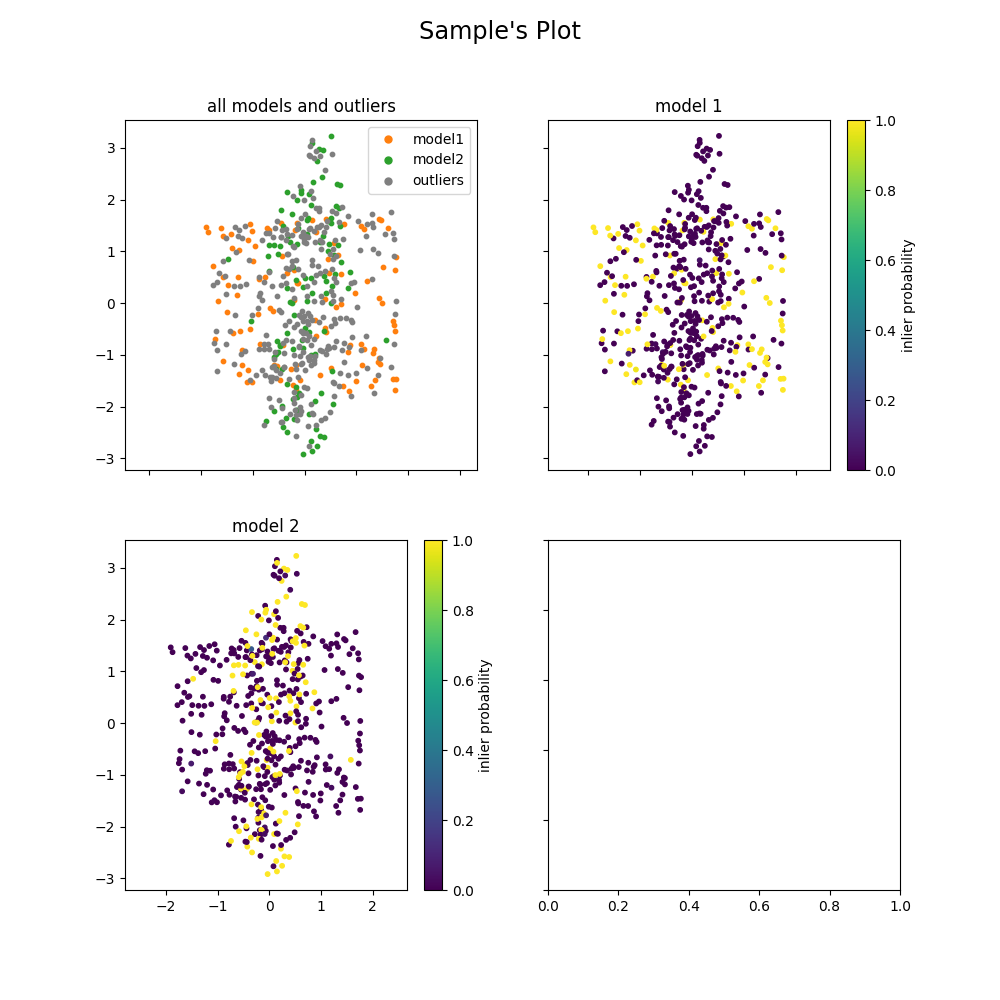 Sample's Plot
all models and outliers
3
2
1
0
−1
−2
−3
model1
model2
outliers
model 1
1.0
0.8
0.6
0.4
0.2
0.0
inlier probability
model 2
3
2
1
0
−1
−2
−3
−2 −1 0 1 2
1.0
0.8
0.6
0.4
0.2
0.0
inlier probability
0.0 0.2 0.4 0.6 0.8 1.0